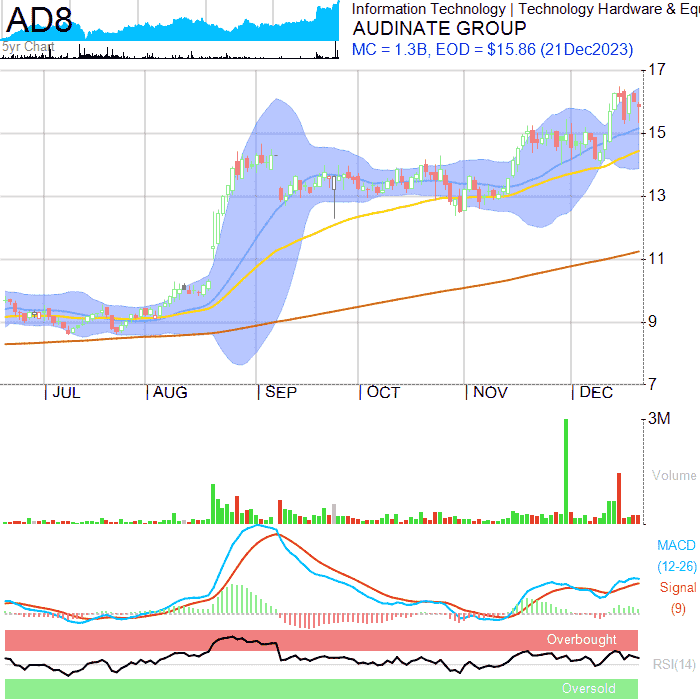 AD8
5yr Chart
Information Technology | Technology Hardware & Equ
AUDINATE GROUP
MC = 1.3B, EOD = $15.86 (21Dec2023)
17
15
13
11
9
7
JUL AUG SEP OCT NOV DEC
3M
Volume
MACD
(12-26)
Signal
(9)
Overbought
RSI(14)
Oversold